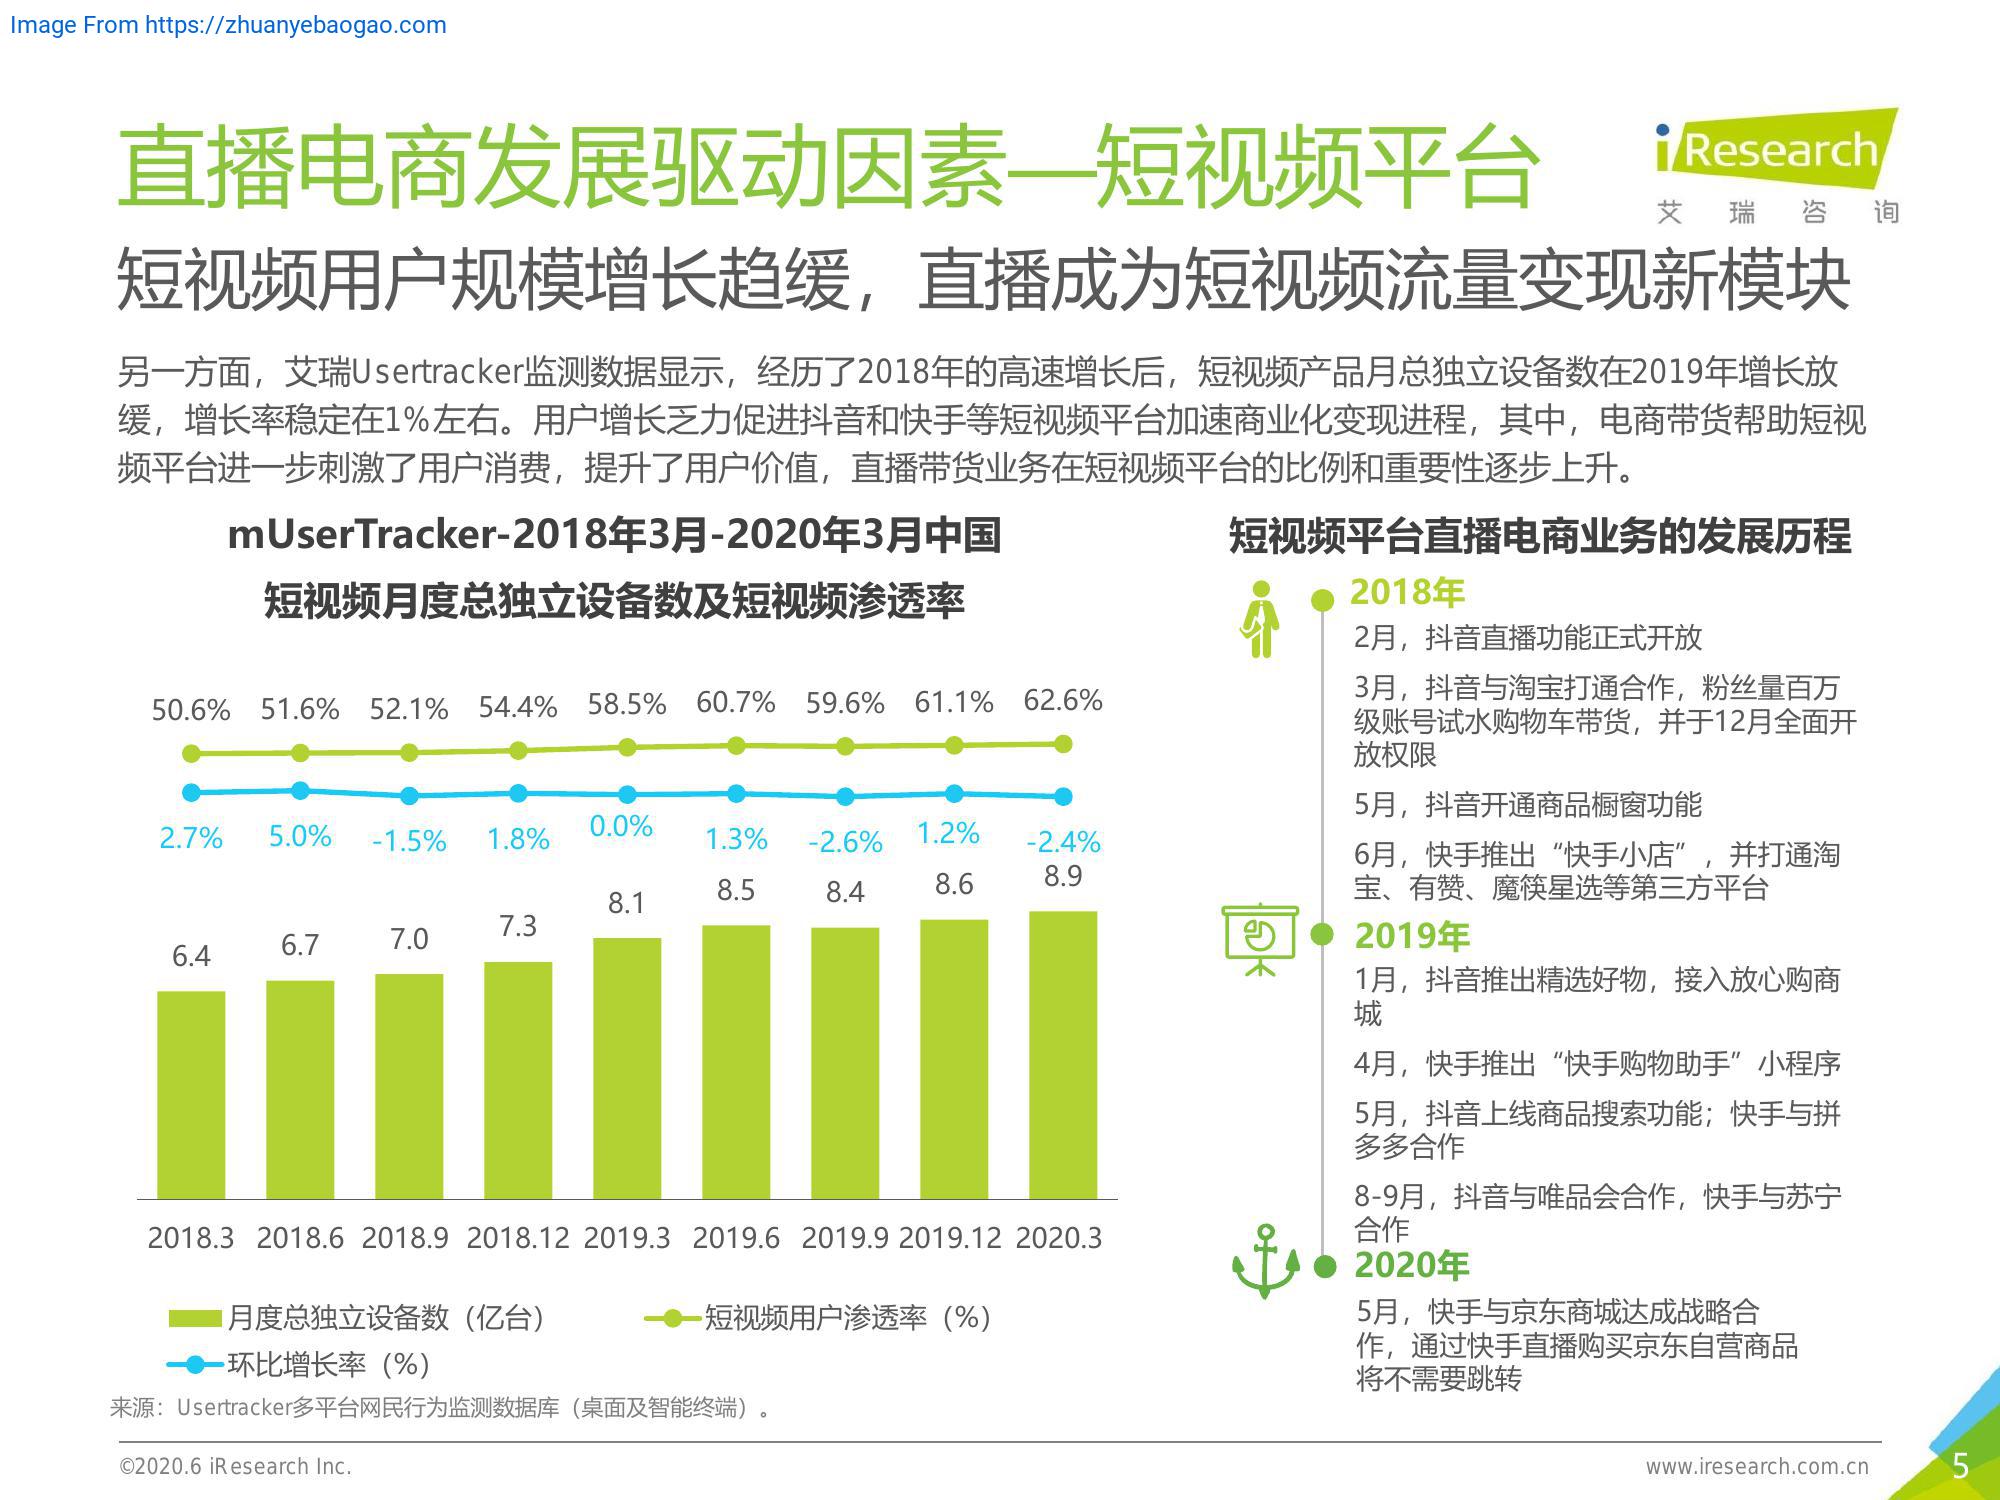 Image From https://zhuanyebaogao.com
直播电商发展驱动因素—短视频平台
iResearch
艾瑞咨询
短视频用户规模增长趋缓，直播成为短视频流量变现新模块
另一方面，艾瑞Usertracker监测数据显示，经历了2018年的高速增长后，短视频产品月总独立设备数在2019年增长放
缓，增长率稳定在1%左右。用户增长乏力促进抖音和快手等短视频平台加速商业化变现进程，其中，电商带货帮助短视
频平台进一步刺激了用户消费，提升了用户价值，直播带货业务在短视频平台的比例和重要性逐步上升。
mUserTracker-2018年3月-2020年3月中国
短视频月度总独立设备数及短视频渗透率
50.6% 51.6% 52.1% 54.4% 58.5% 60.7% 59.6% 61.1% 62.6%
2.7% 5.0% -1.5% 1.8% 0.0% 1.3% -2.6% 1.2% -2.4%
6.4 6.7 7.0 7.3 8.1 8.5 8.4 8.6 8.9
2018.3 2018.6 2018.9 2018.12 2019.3 2019.6 2019.9 2019.12 2020.3
月度总独立设备数（亿台） 短视频用户渗透率（%）
环比增长率（%）
来源：Usertracker多平台网民行为监测数据库（桌面及智能终端）。
短视频平台直播电商业务的发展历程
2018年
2月，抖音直播功能正式开放
3月，抖音与淘宝打通合作，粉丝量百万
级账号试水购物车带货，并于12月全面开
放权限
5月，抖音开通商品橱窗功能
6月，快手推出“快手小店”，并打通淘
宝、有赞、魔筷星选等第三方平台
2019年
1月，抖音推出精选好物，接入放心购商
城
4月，快手推出“快手购物助手”小程序
5月，抖音上线商品搜索功能；快手与拼
多多合作
8-9月，抖音与唯品会合作，快手与苏宁
合作
2020年
5月，快手与京东商城达成战略合
作，通过快手直播购买京东自营商品
将不需要跳转
©2020.6 iResearch Inc.
www.iresearch.com.cn
5